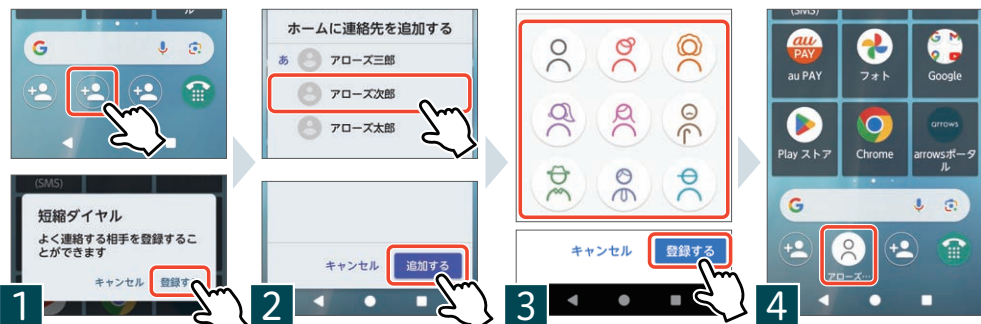 短縮ダイヤル
よく連絡する相手を登録するこ
とができます
キャンセル
1
ホームに連絡先を追加する
あ
アローズ三郎
アローズ次郎
アローズ太郎
キャンセル 追加する
2
キャンセル 登録する
3
(SMS)
au
PAY
G M
au PAY フォト Google
arrows
Play ストア Chrome arrowsポータ
ル
G
アローズ…
4
(SMS)
G